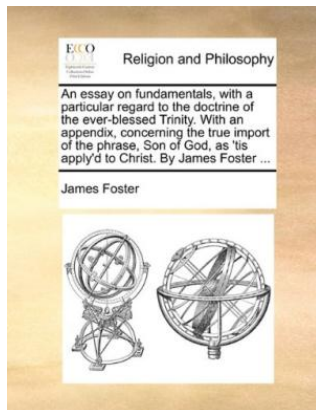 ECCO
Religion and Philosophy
An essay on fundamentals, with a
particular regard to the doctrine of
the ever-blessed Trinity. With an
appendix, concerning the true import
of the phrase, Son of God, as 'tis
apply'd to Christ. By James Foster ...
James Foster